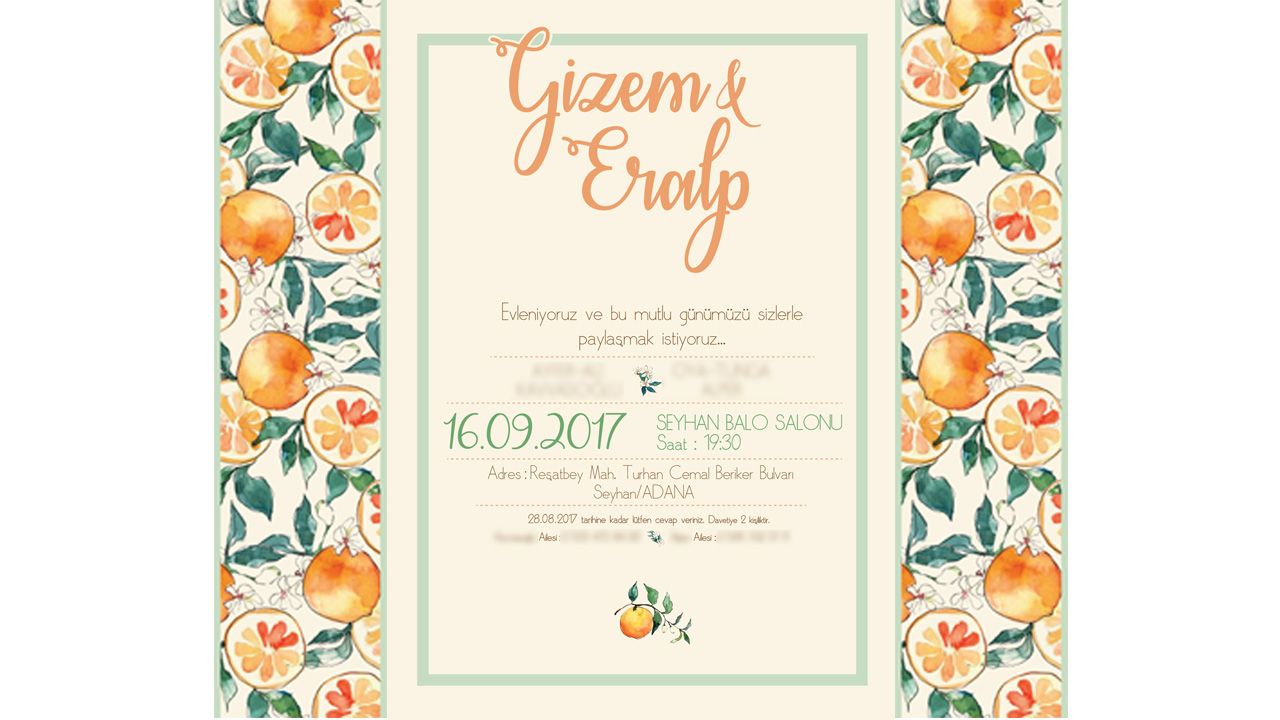 Gizem &
Eralp
Evleniyoruz ve bu mutlu günümüzü sizlerle
paylaşmak istiyoruz...
16.09.2017
SEYHAN BALO SALONU
Saat : 19:30
Adres : Reşatbey Mah. Turhan Cemal Beriker Bulvarı
Seyhan/ADANA
28.08.2017 tarihine kadar lütfen cevap veriniz. Davetiye 2 kişiliktir.
Ailesi : Ailesi :